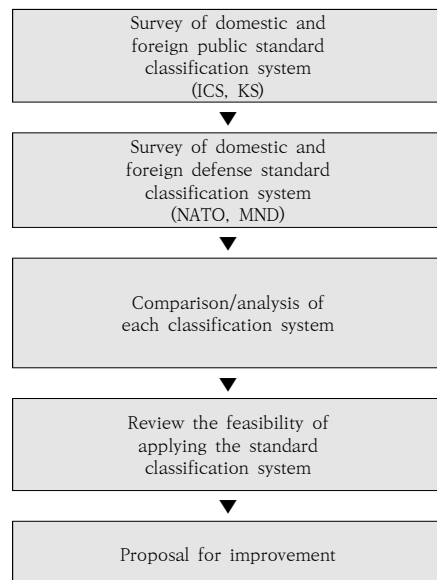 Survey of domestic and
foreign public standard
classification system
(ICS, KS)
Survey of domestic and
foreign defense standard
classification system
(NATO, MND)
Comparison/analysis of
each classification system
Review the feasibility of
applying the standard
classification system
Proposal for improvement